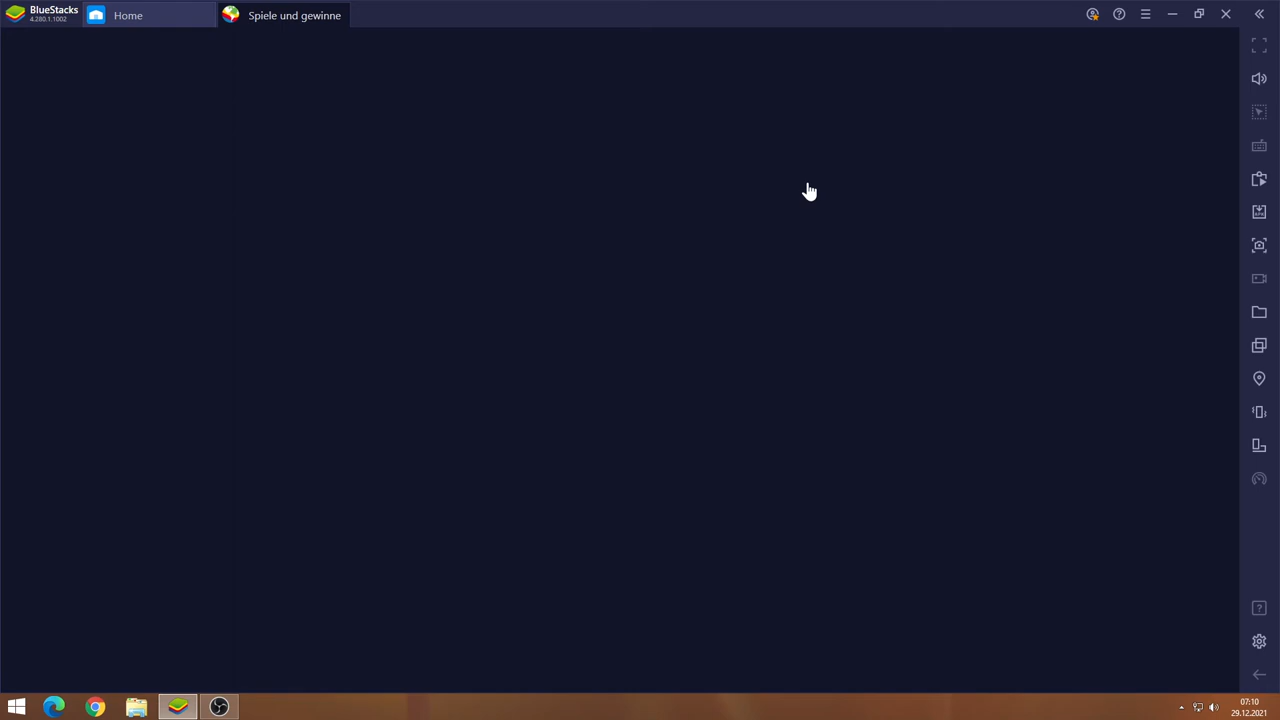 BlueStacks
4.280.1.1002
Home
Spiele und gewinne
07:10
29.12.2021